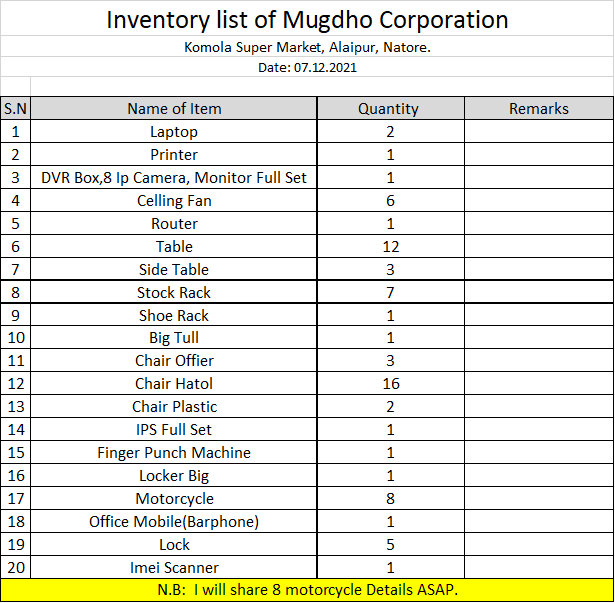 Inventory list of Mugdho Corporation
Komola Super Market, Alaipur, Natore.
Date: 07.12.2021
S.N Name of Item Quantity Remarks
1 Laptop 2
2 Printer 1
3 DVR Box,8 Ip Camera, Monitor Full Set 1
4 Celling Fan 6
5 Router 1
6 Table 12
7 Side Table 3
8 Stock Rack 7
9 Shoe Rack 1
10 Big Tull 1
11 Chair Offier 3
12 Chair Hatol 16
13 Chair Plastic 2
14 IPS Full Set 1
15 Finger Punch Machine 1
16 Locker Big 1
17 Motorcycle 8
18 Office Mobile(Barphone) 1
19 Lock 5
20 Imei Scanner 1
N.B: I will share 8 motorcycle Details ASAP.